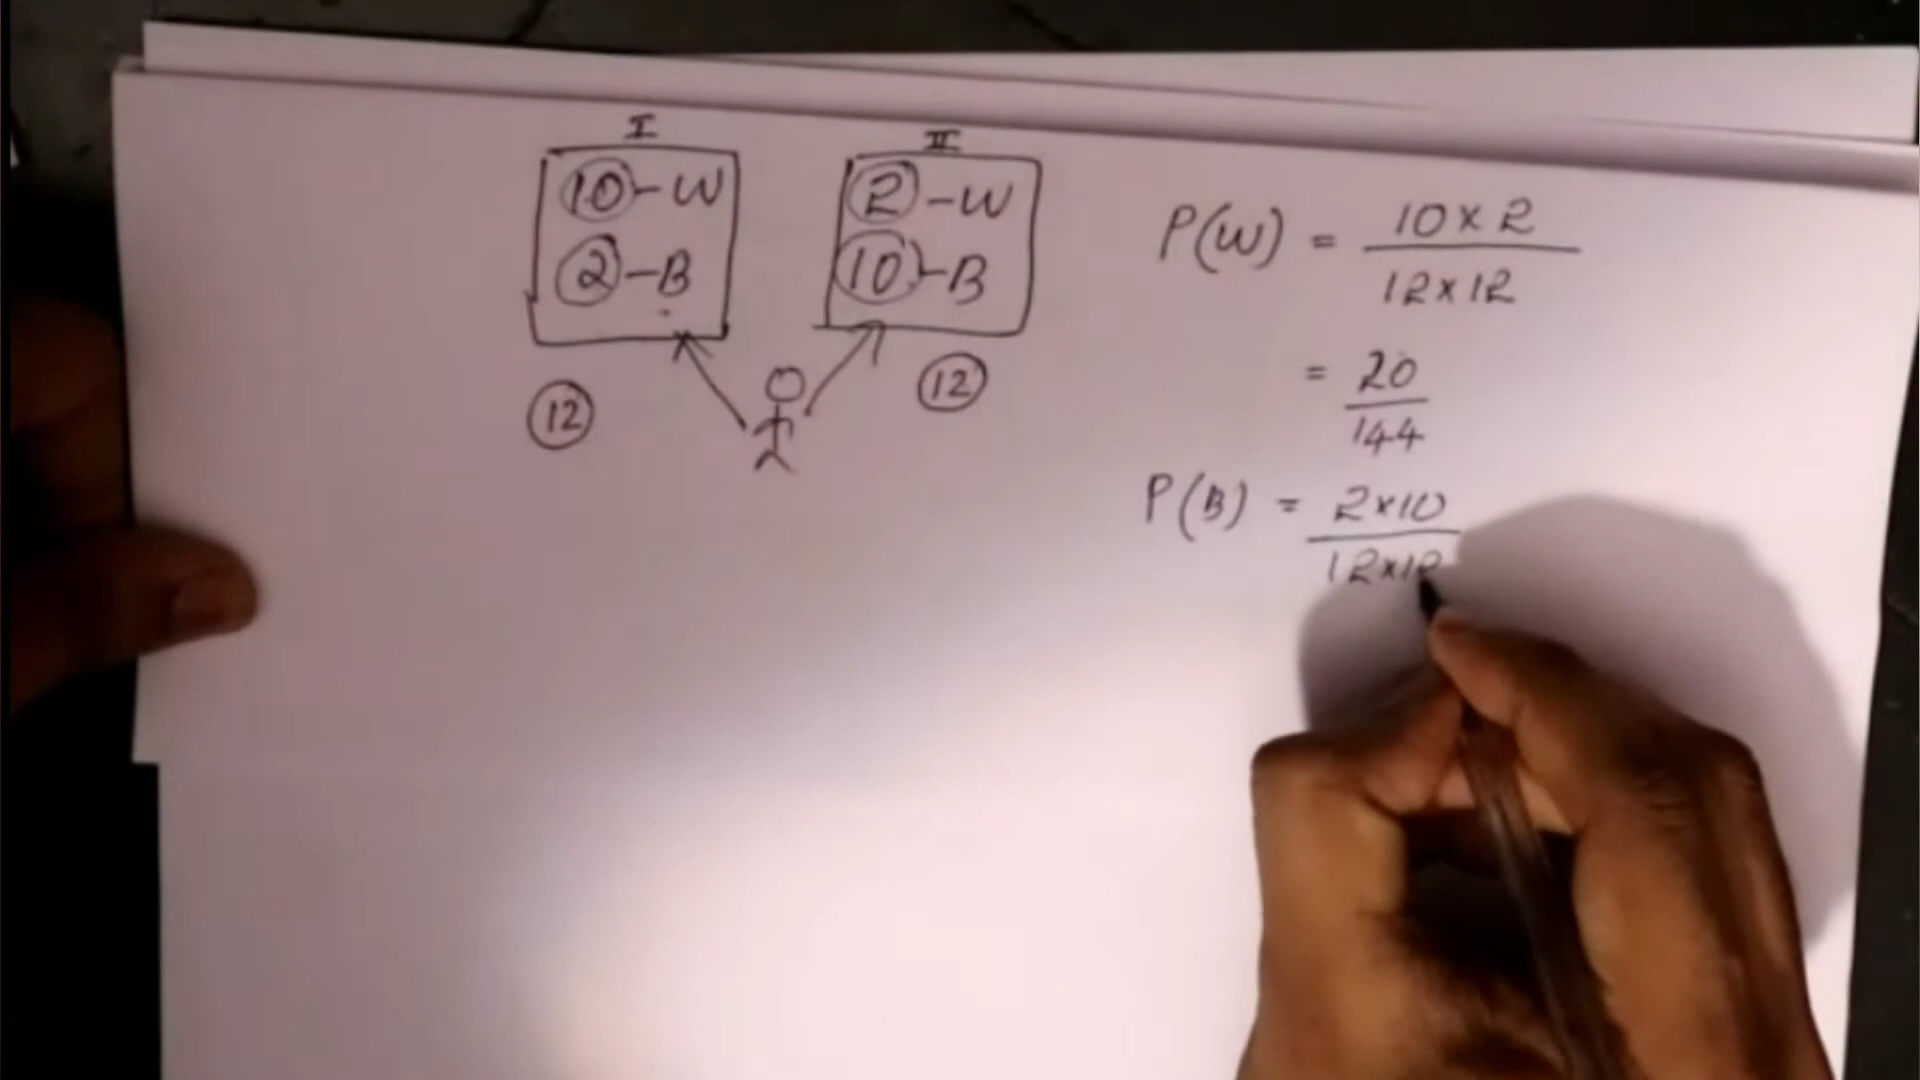 I
10-W
2-B
12
II
2-W
10-B
12
P(W) = 10×2 / 12×12
= 20 / 144
P(B) = 2×10 / 12×12